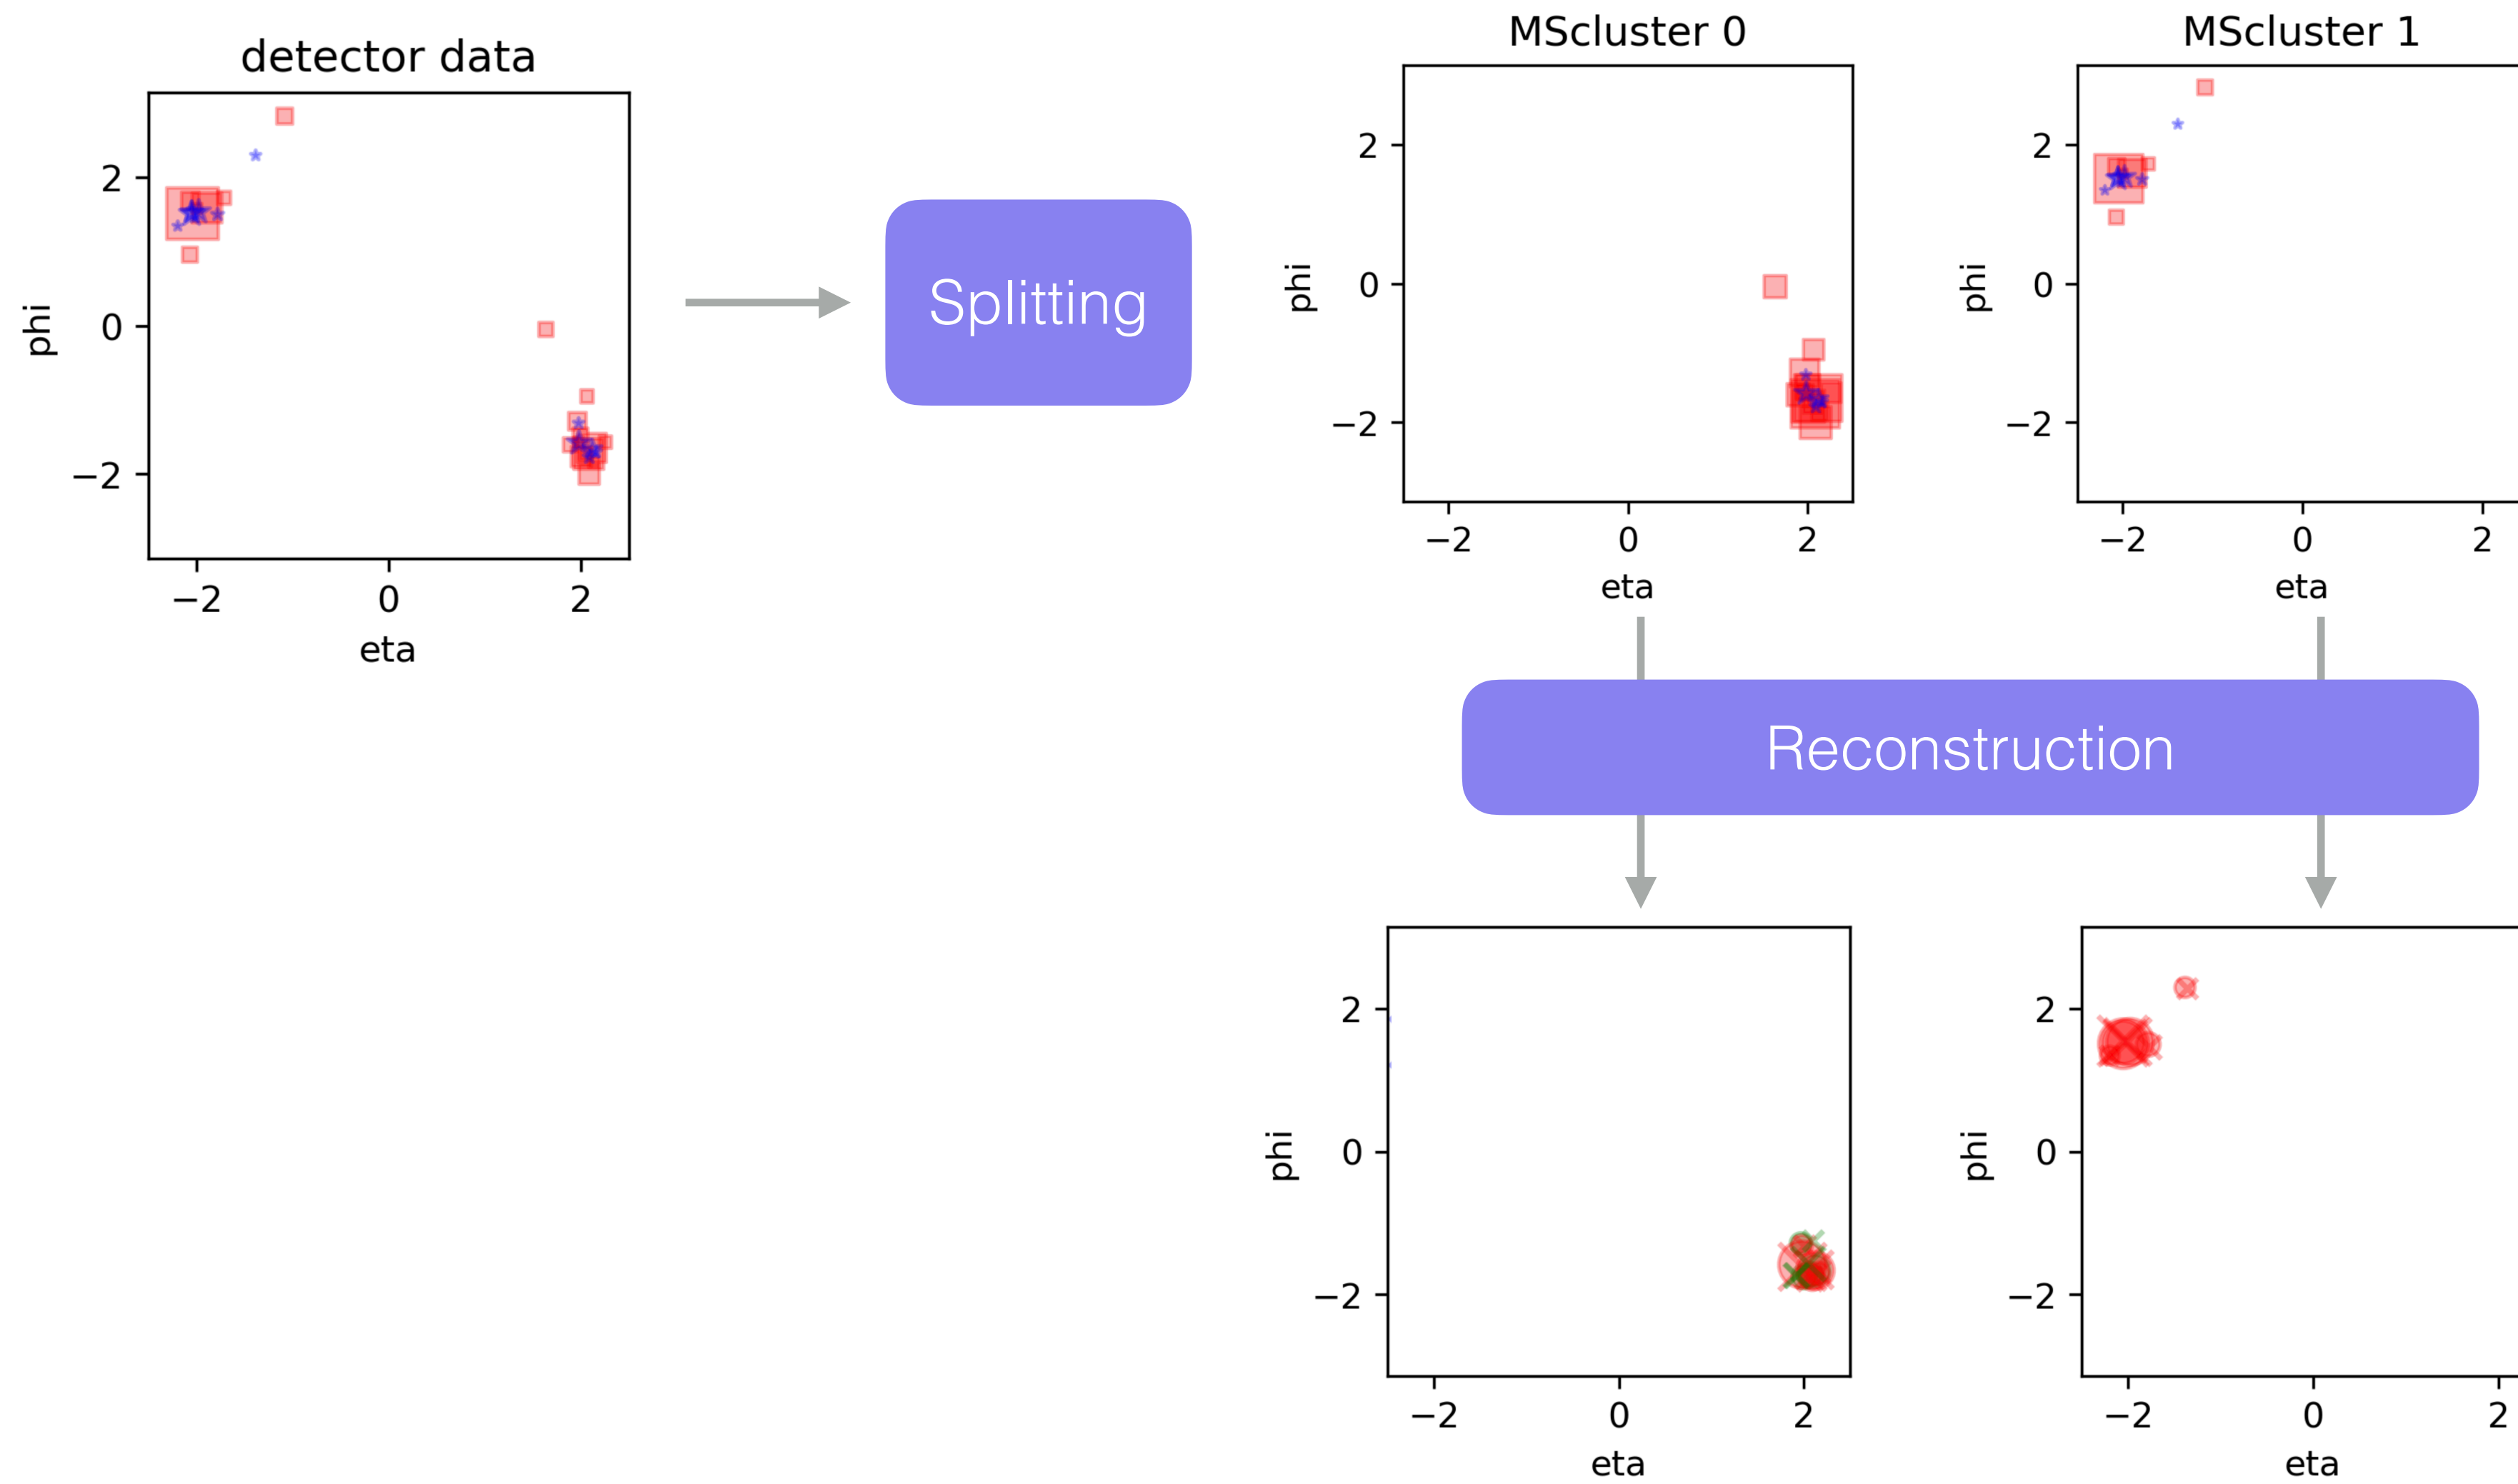 detector data
2
0
−2
phi
−2 0 2
eta
Splitting
MScluster 0
2
0
−2
phi
−2 0 2
eta
MScluster 1
2
0
−2
phi
−2 0 2
eta
Reconstruction
2
0
−2
phi
−2 0 2
eta
2
0
−2
phi
−2 0 2
eta